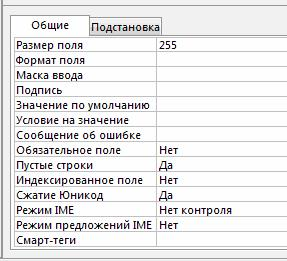 Общие Подстановка
Размер поля 255
Формат поля
Маска ввода
Подпись
Значение по умолчанию
Условие на значение
Сообщение об ошибке
Обязательное поле Нет
Пустые строки Да
Индексированное поле Нет
Сжатие Юникод Да
Режим IME Нет контроля
Режим предложений IME Нет
Смарт-теги